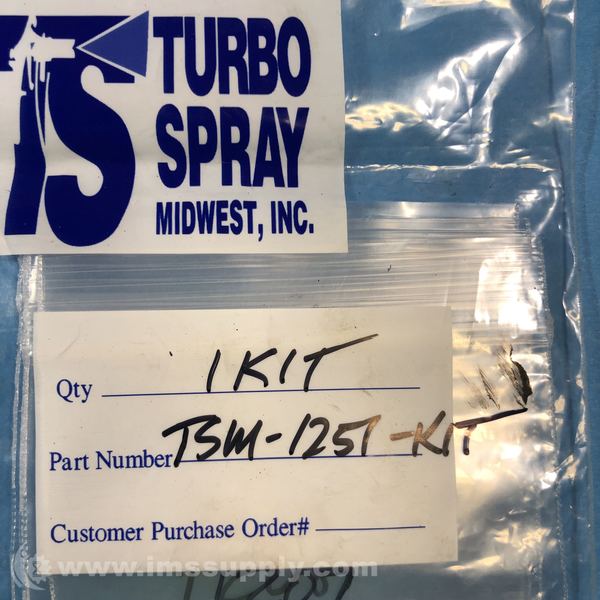 TS
TURBO
SPRAY
MIDWEST, INC.
Qty 1 KIT
Part Number TSM-1251-KIT
Customer Purchase Order#
www.imssupply.com